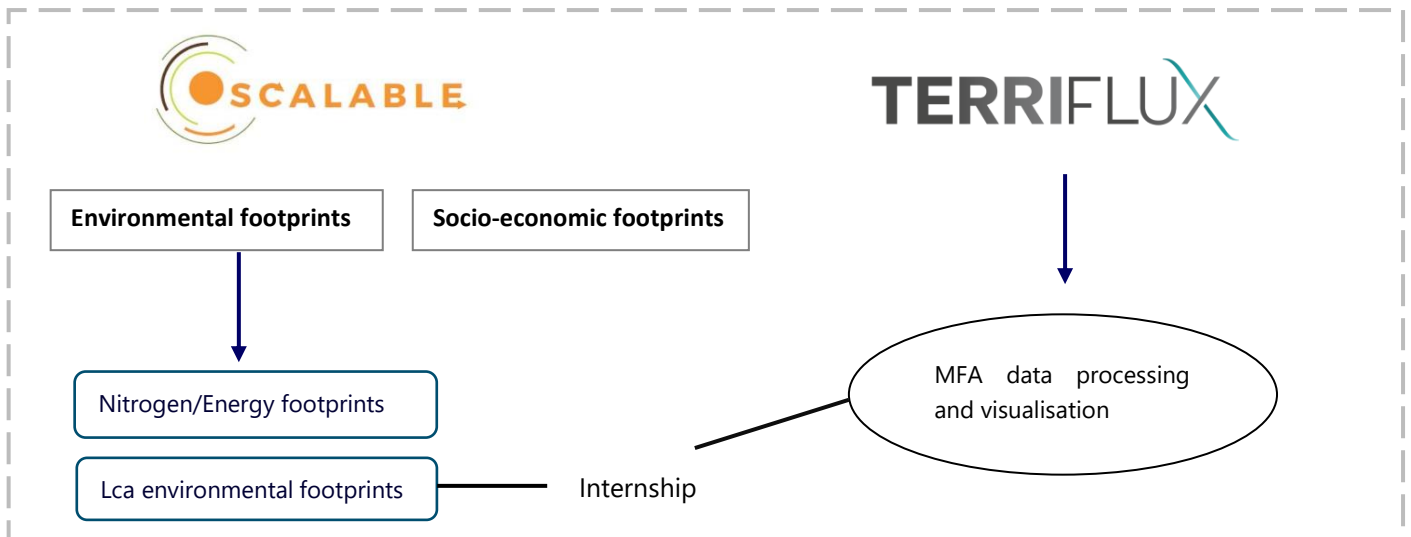 SCALABLE
TERRIFLUX
Environmental footprints
Socio-economic footprints
Nitrogen/Energy footprints
MFA data processing
and visualisation
Lca environmental footprints
Internship